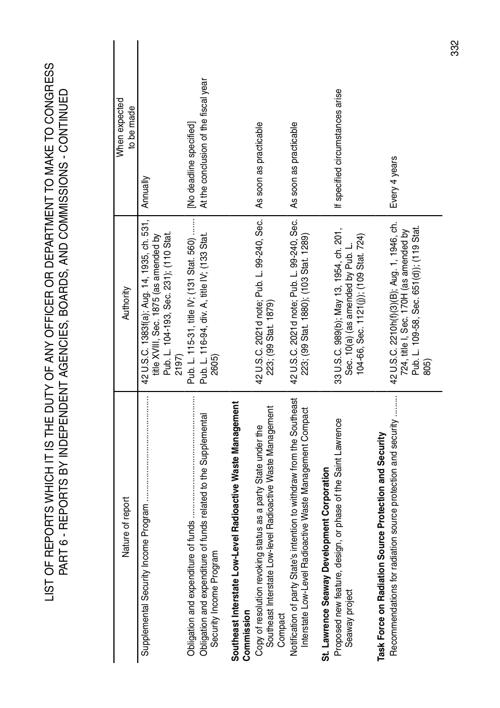 LIST OF REPORTS WHICH IT IS THE DUTY OF ANY OFFICER OR DEPARTMENT TO MAKE TO CONGRESS
PART 6 - REPORTS BY INDEPENDENT AGENCIES, BOARDS, AND COMMISSIONS - CONTINUED
Nature of report
Authority
When expected
to be made
Supplemental Security Income Program
42 U.S.C. 1383f(a); Aug. 14, 1935, ch. 531,
title XVIII, Sec. 1875 (as amended by
Pub. L. 104-193, Sec. 231); (110 Stat.
2197)
Annually
Obligation and expenditure of funds
Pub. L. 115-31, title IV; (131 Stat. 560)
[No deadline specified]
Obligation and expenditure of funds related to the Supplemental
Security Income Program
Pub. L. 116-94, div. A, title IV; (133 Stat.
2605)
At the conclusion of the fiscal year
Southeast Interstate Low-Level Radioactive Waste Management
Commission
Copy of resolution revoking status as a party State under the
Southeast Interstate Low-level Radioactive Waste Management
Compact
42 U.S.C. 2021d note; Pub. L. 99-240, Sec.
223; (99 Stat. 1879)
As soon as practicable
Notification of party State's intention to withdraw from the Southeast
Interstate Low-Level Radioactive Waste Management Compact
42 U.S.C. 2021d note; Pub. L. 99-240, Sec.
223, (99 Stat. 1880); (103 Stat. 1289)
As soon as practicable
St. Lawrence Seaway Development Corporation
Proposed new feature, design, or phase of the Saint Lawrence
Seaway project
33 U.S.C. 989(b); May 13, 1954, ch. 201,
Sec. 10(a) (as amended by Pub. L.
104-66, Sec. 1121(j)); (109 Stat. 724)
If specified circumstances arise
Task Force on Radiation Source Protection and Security
Recommendations for radiation source protection and security
42 U.S.C. 2210h(f)(3)(B); Aug. 1, 1946, ch.
724, title I, Sec. 170H (as amended by
Pub. L. 109-58, Sec. 651(d)); (119 Stat.
805)
Every 4 years
332